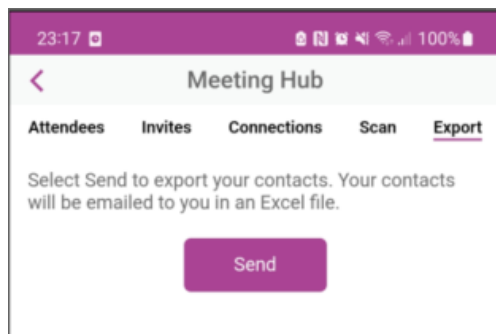 23:17 100%
Meeting Hub
Attendees Invites Connections Scan Export
Select Send to export your contacts. Your contacts
will be emailed to you in an Excel file.
Send